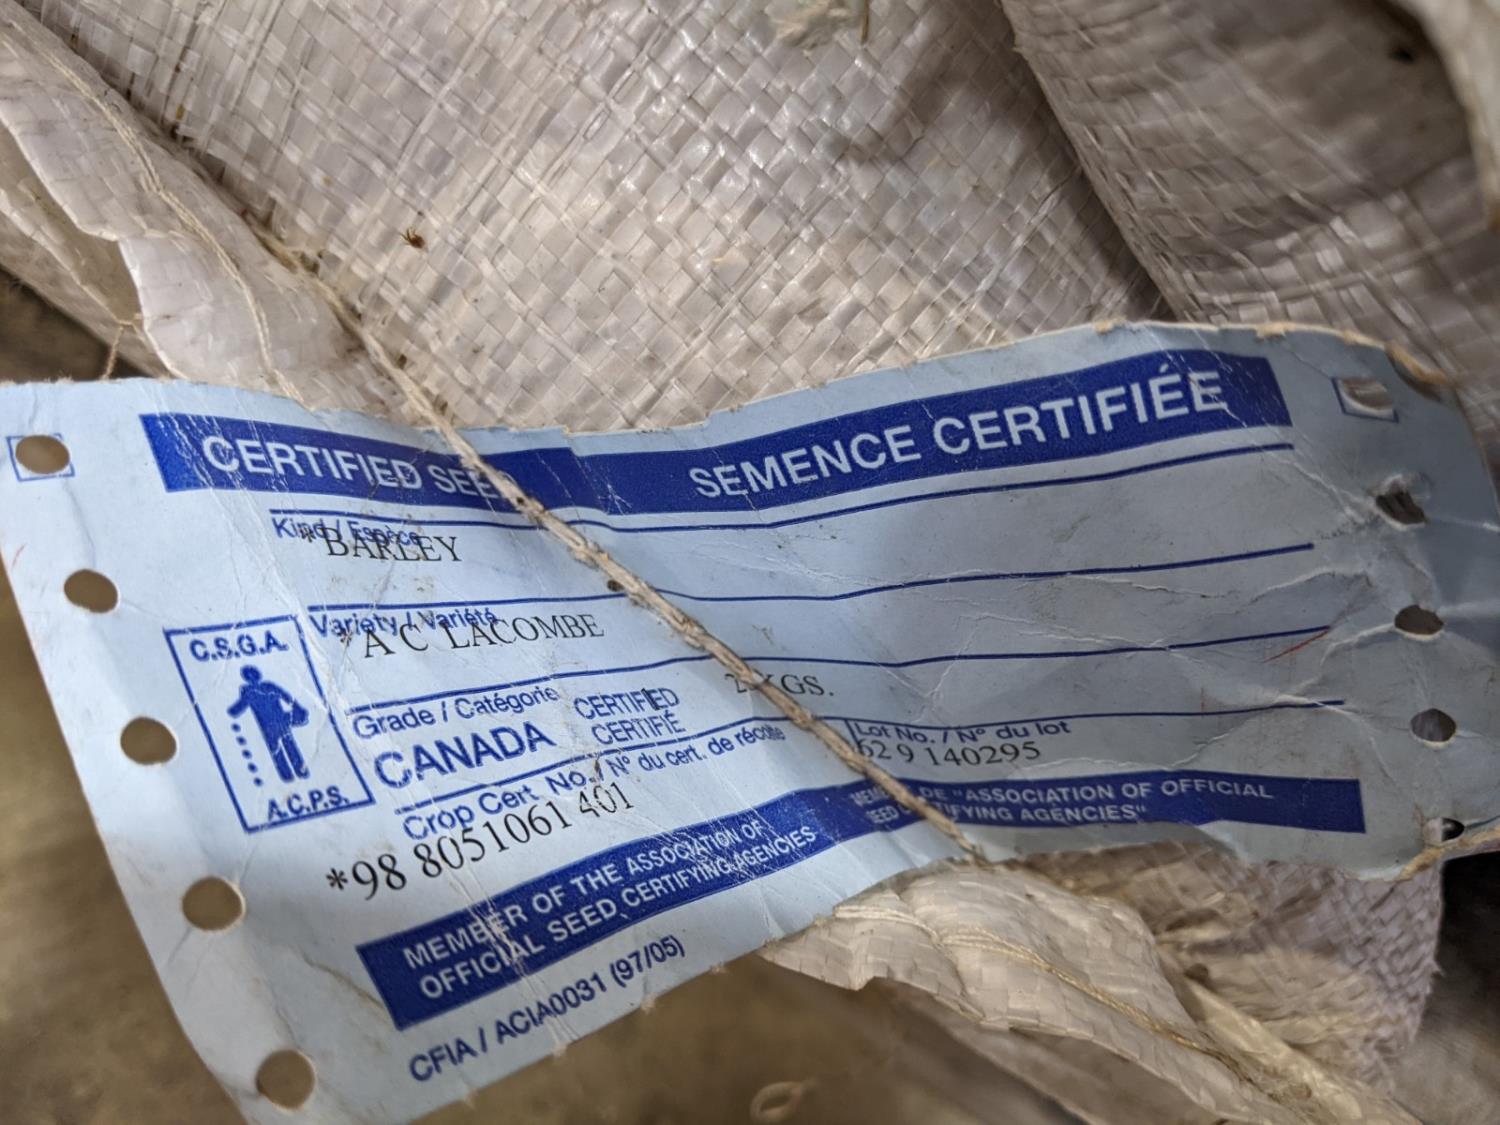 CERTIFIED SEE
SEMENCE CERTIFIÉE
Kind / Espèce
*BARLEY
Variety / Variété
*A C LACOMBE
C.S.G.A.
A.C.P.S.
Grade / Catégorie
CANADA
CERTIFIED
CERTIFIÉ
KGS.
Crop Cert No. / N° du cert. de récolte
*98 8051061 401
Lot No. / N° du lot
629 140295
MEMBER OF THE ASSOCIATION OF
OFFICIAL SEED CERTIFYING AGENCIES
DE "ASSOCIATION OF OFFICIAL
SEED CERTIFYING AGENCIES"
CFIA / ACIA0031 (97/05)